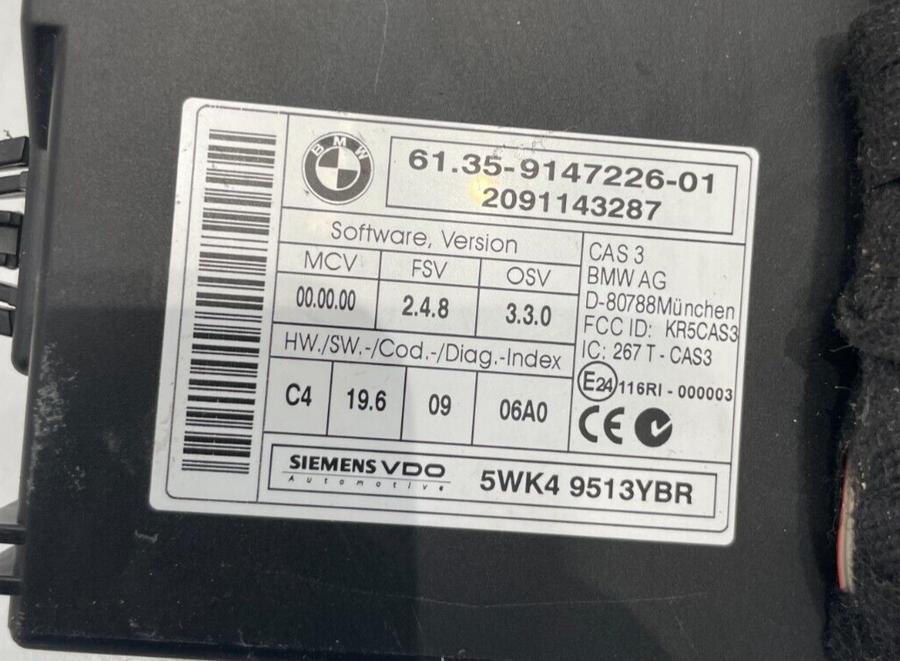 BMW
61.35-9147226-01
2091143287
Software, Version
MCV FSV OSV
00.00.00 2.4.8 3.3.0
HW./SW.-/Cod.-/Diag.-Index
C4 19.6 09 06A0
CAS 3
BMW AG
D-80788München
FCC ID: KR5CAS3
IC: 267 T - CAS3
E24 116RI - 000003
CE
SIEMENS VDO
Automotive
5WK4 9513YBR